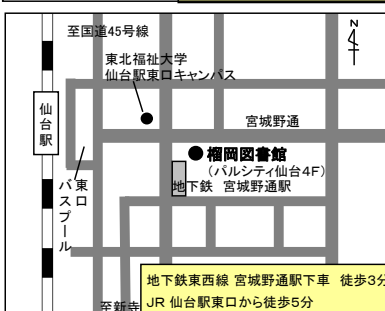 至国道45号線
N
東北福祉大学
仙台駅東口キャンパス
仙台駅
宮城野通
榴岡図書館
(パルシティ仙台4F)
地下鉄 宮城野通駅
東口
バスプール
地下鉄東西線 宮城野通駅下車 徒歩3分
JR 仙台駅東口から徒歩5分
至新寺